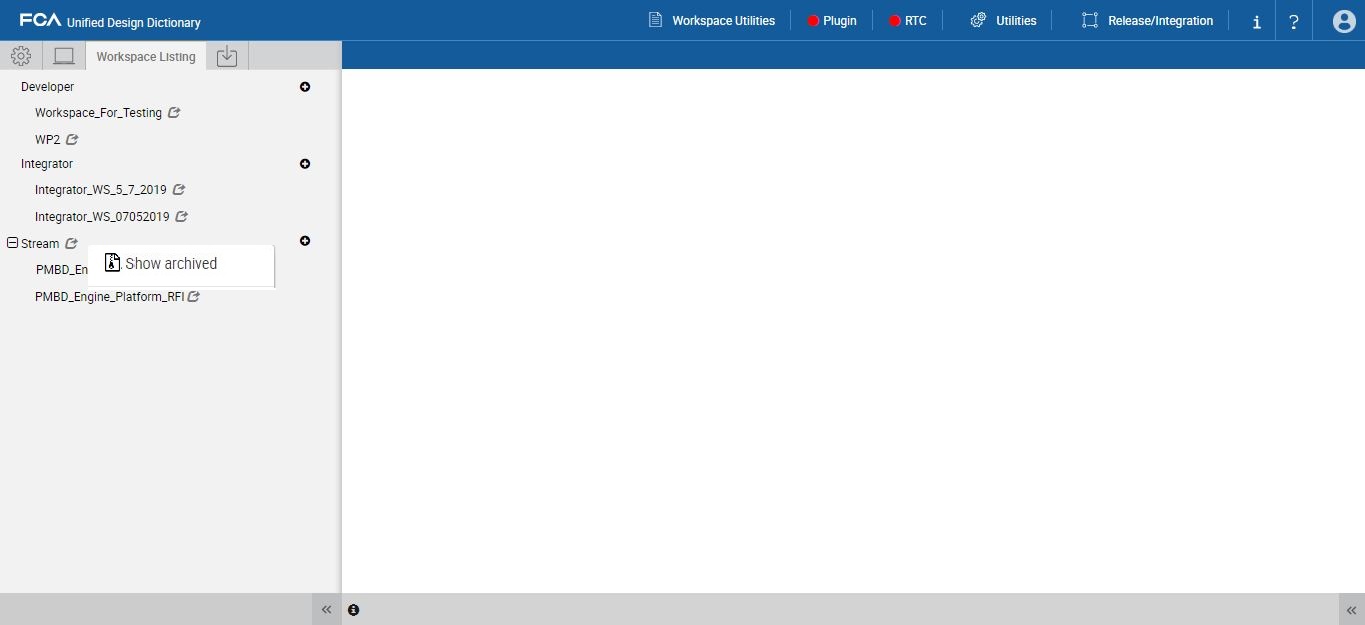 FCA Unified Design Dictionary
Workspace Utilities
Plugin
RTC
Utilities
Release/Integration
i
?
Workspace Listing
Developer
Workspace_For_Testing
WP2
Integrator
Integrator_WS_5_7_2019
Integrator_WS_07052019
Stream
Show archived
PMBD_En
PMBD_Engine_Platform_RFI